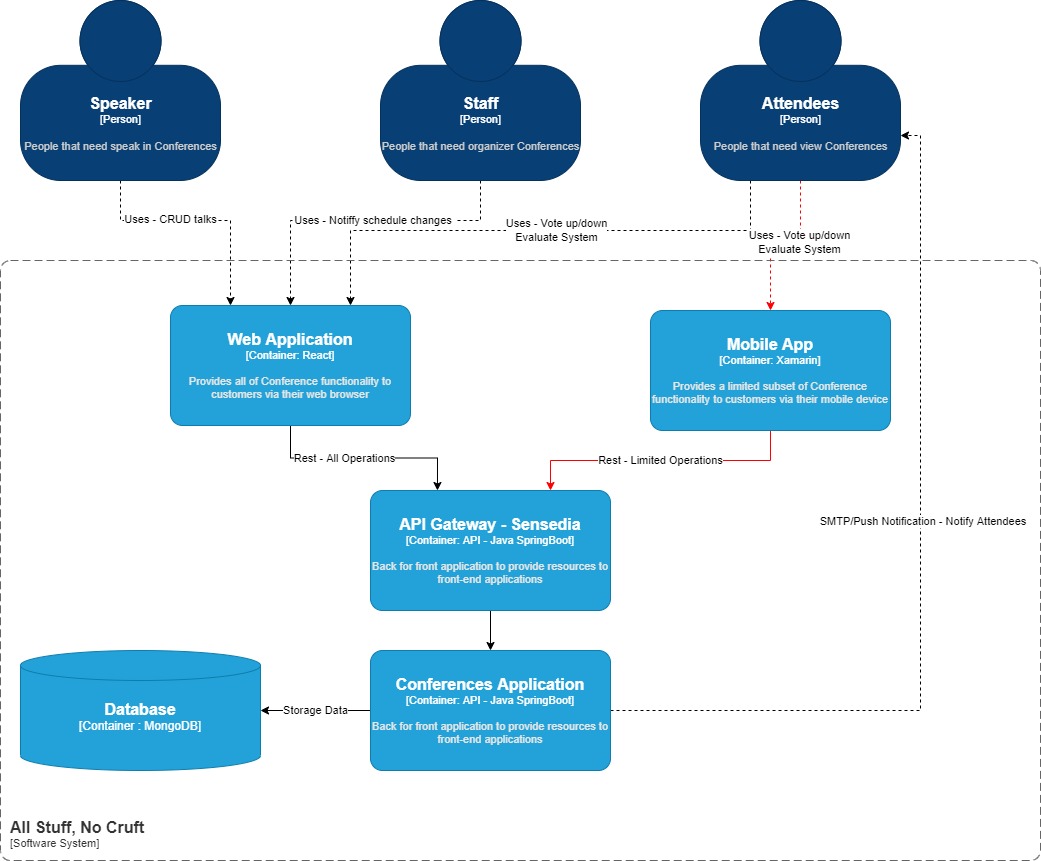 Speaker
[Person]
People that need speak in Conferences
Staff
[Person]
People that need organizer Conferences
Attendees
[Person]
People that need view Conferences
Uses - CRUD talks
Uses - Notiffy schedule changes
Uses - Vote up/down
Evaluate System
Uses - Vote up/down
Evaluate System
Web Application
[Container: React]
Provides all of Conference functionality to
customers via their web browser
Mobile App
[Container: Xamarin]
Provides a limited subset of Conference
functionality to customers via their mobile device
Rest - All Operations
Rest - Limited Operations
API Gateway - Sensedia
[Container: API - Java SpringBoot]
Back for front application to provide resources to
front-end applications
SMTP/Push Notification - Notify Attendees
Conferences Application
[Container: API - Java SpringBoot]
Back for front application to provide resources to
front-end applications
Storage Data
Database
[Container : MongoDB]
All Stuff, No Cruft
[Software System]